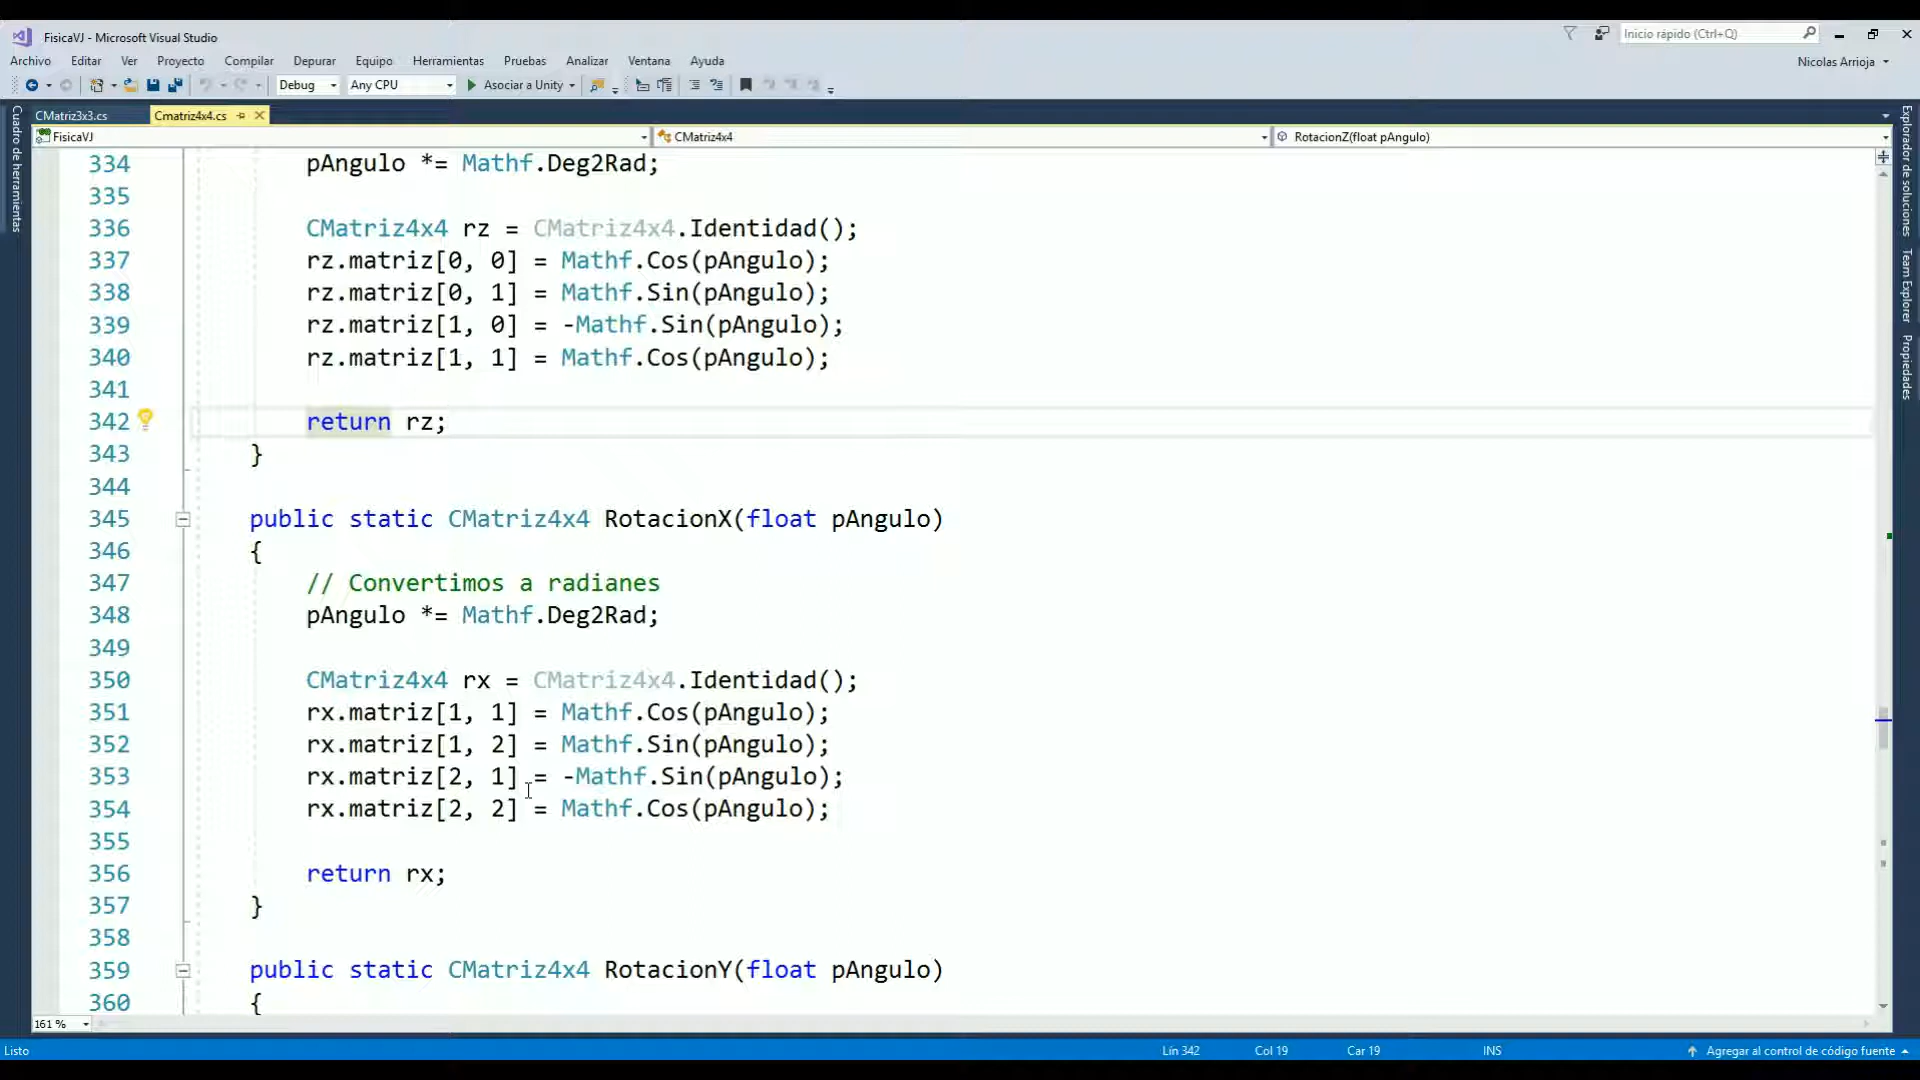 FisicaVJ - Microsoft Visual Studio
Inicio rápido (Ctrl+Q)
Archivo Editar Ver Proyecto Compilar Depurar Equipo Herramientas Pruebas Analizar Ventana Ayuda
Nicolas Arrioja
Debug Any CPU Asociar a Unity
CMatriz3x3.cs Cmatriz4x4.cs
FisicaVJ CMatriz4x4 RotacionZ(float pAngulo)
Cuadro de herramientas
Explorador de soluciones
Team Explorer
Propiedades
334 pAngulo *= Mathf.Deg2Rad;
335
336 CMatriz4x4 rz = CMatriz4x4.Identidad();
337 rz.matriz[0, 0] = Mathf.Cos(pAngulo);
338 rz.matriz[0, 1] = Mathf.Sin(pAngulo);
339 rz.matriz[1, 0] = -Mathf.Sin(pAngulo);
340 rz.matriz[1, 1] = Mathf.Cos(pAngulo);
341
342 return rz;
343 }
344
345 public static CMatriz4x4 RotacionX(float pAngulo)
346 {
347 // Convertimos a radianes
348 pAngulo *= Mathf.Deg2Rad;
349
350 CMatriz4x4 rx = CMatriz4x4.Identidad();
351 rx.matriz[1, 1] = Mathf.Cos(pAngulo);
352 rx.matriz[1, 2] = Mathf.Sin(pAngulo);
353 rx.matriz[2, 1] = -Mathf.Sin(pAngulo);
354 rx.matriz[2, 2] = Mathf.Cos(pAngulo);
355
356 return rx;
357 }
358
359 public static CMatriz4x4 RotacionY(float pAngulo)
360 {
161 %
Listo Lín 342 Col 19 Car 19 INS Agregar al control de código fuente